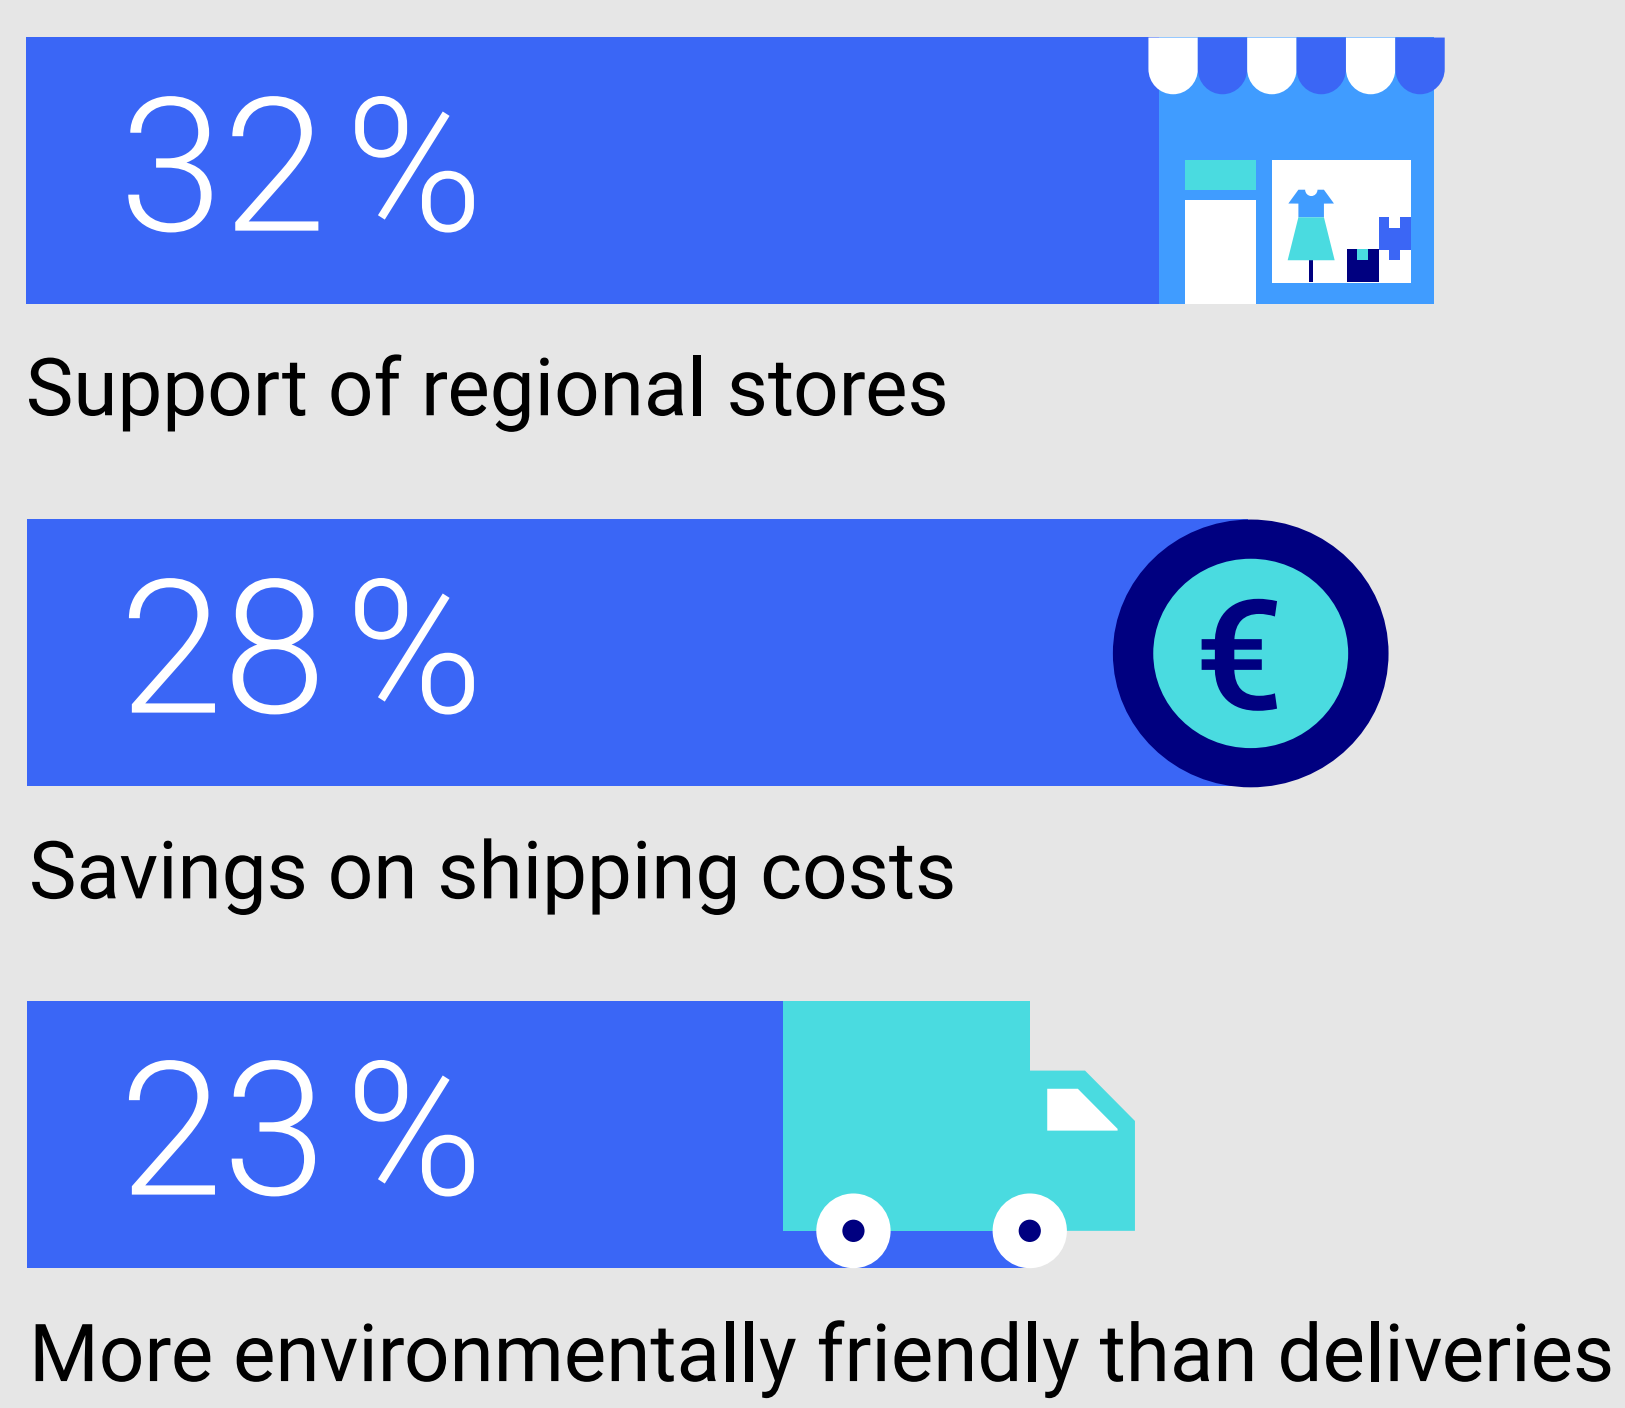 32 %
Support of regional stores
28 %
€
Savings on shipping costs
23 %
More environmentally friendly than deliveries